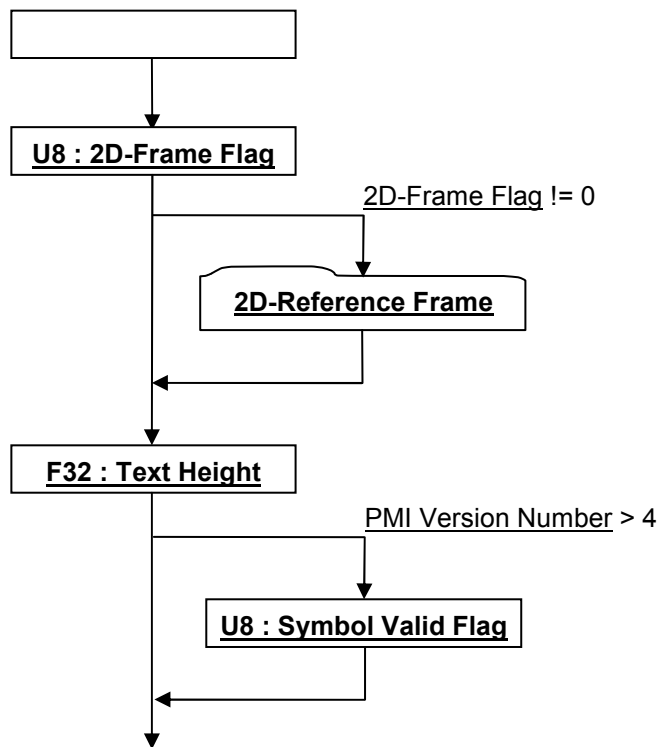 U8 : 2D-Frame Flag
2D-Frame Flag != 0
2D-Reference Frame
F32 : Text Height
PMI Version Number > 4
U8 : Symbol Valid Flag